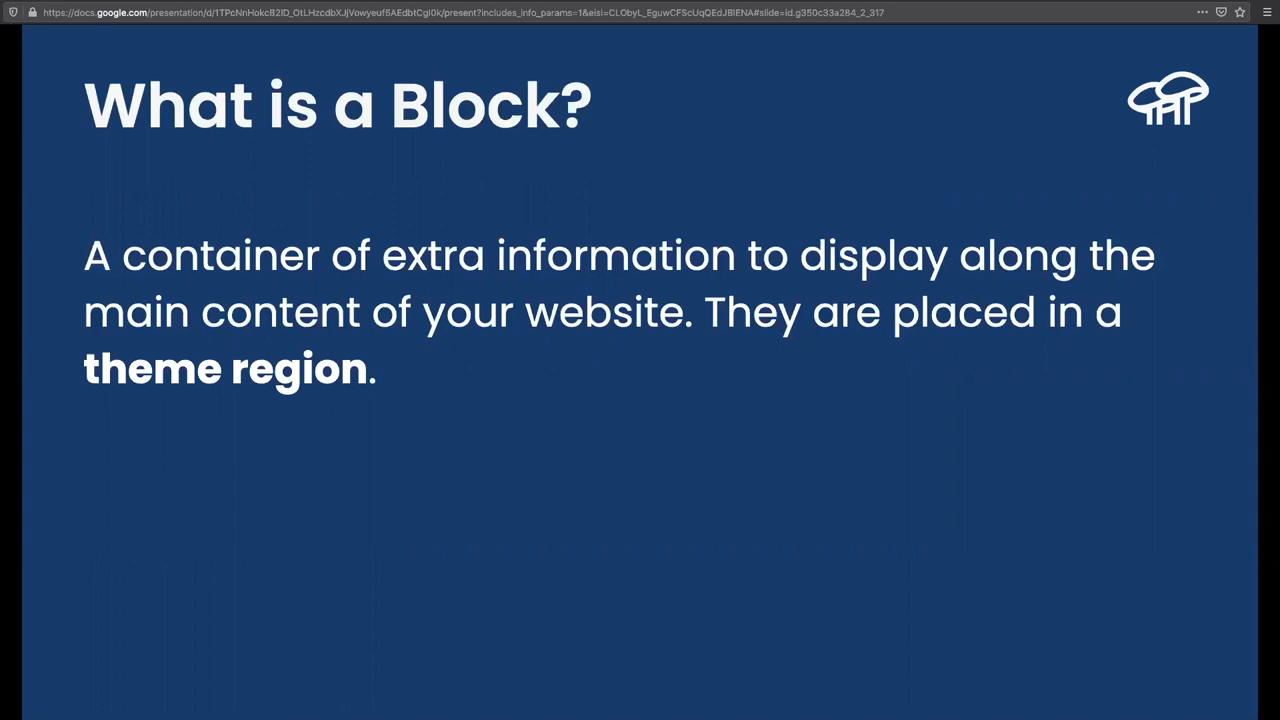 What is a Block?
A container of extra information to display along the
main content of your website. They are placed in a
theme region.